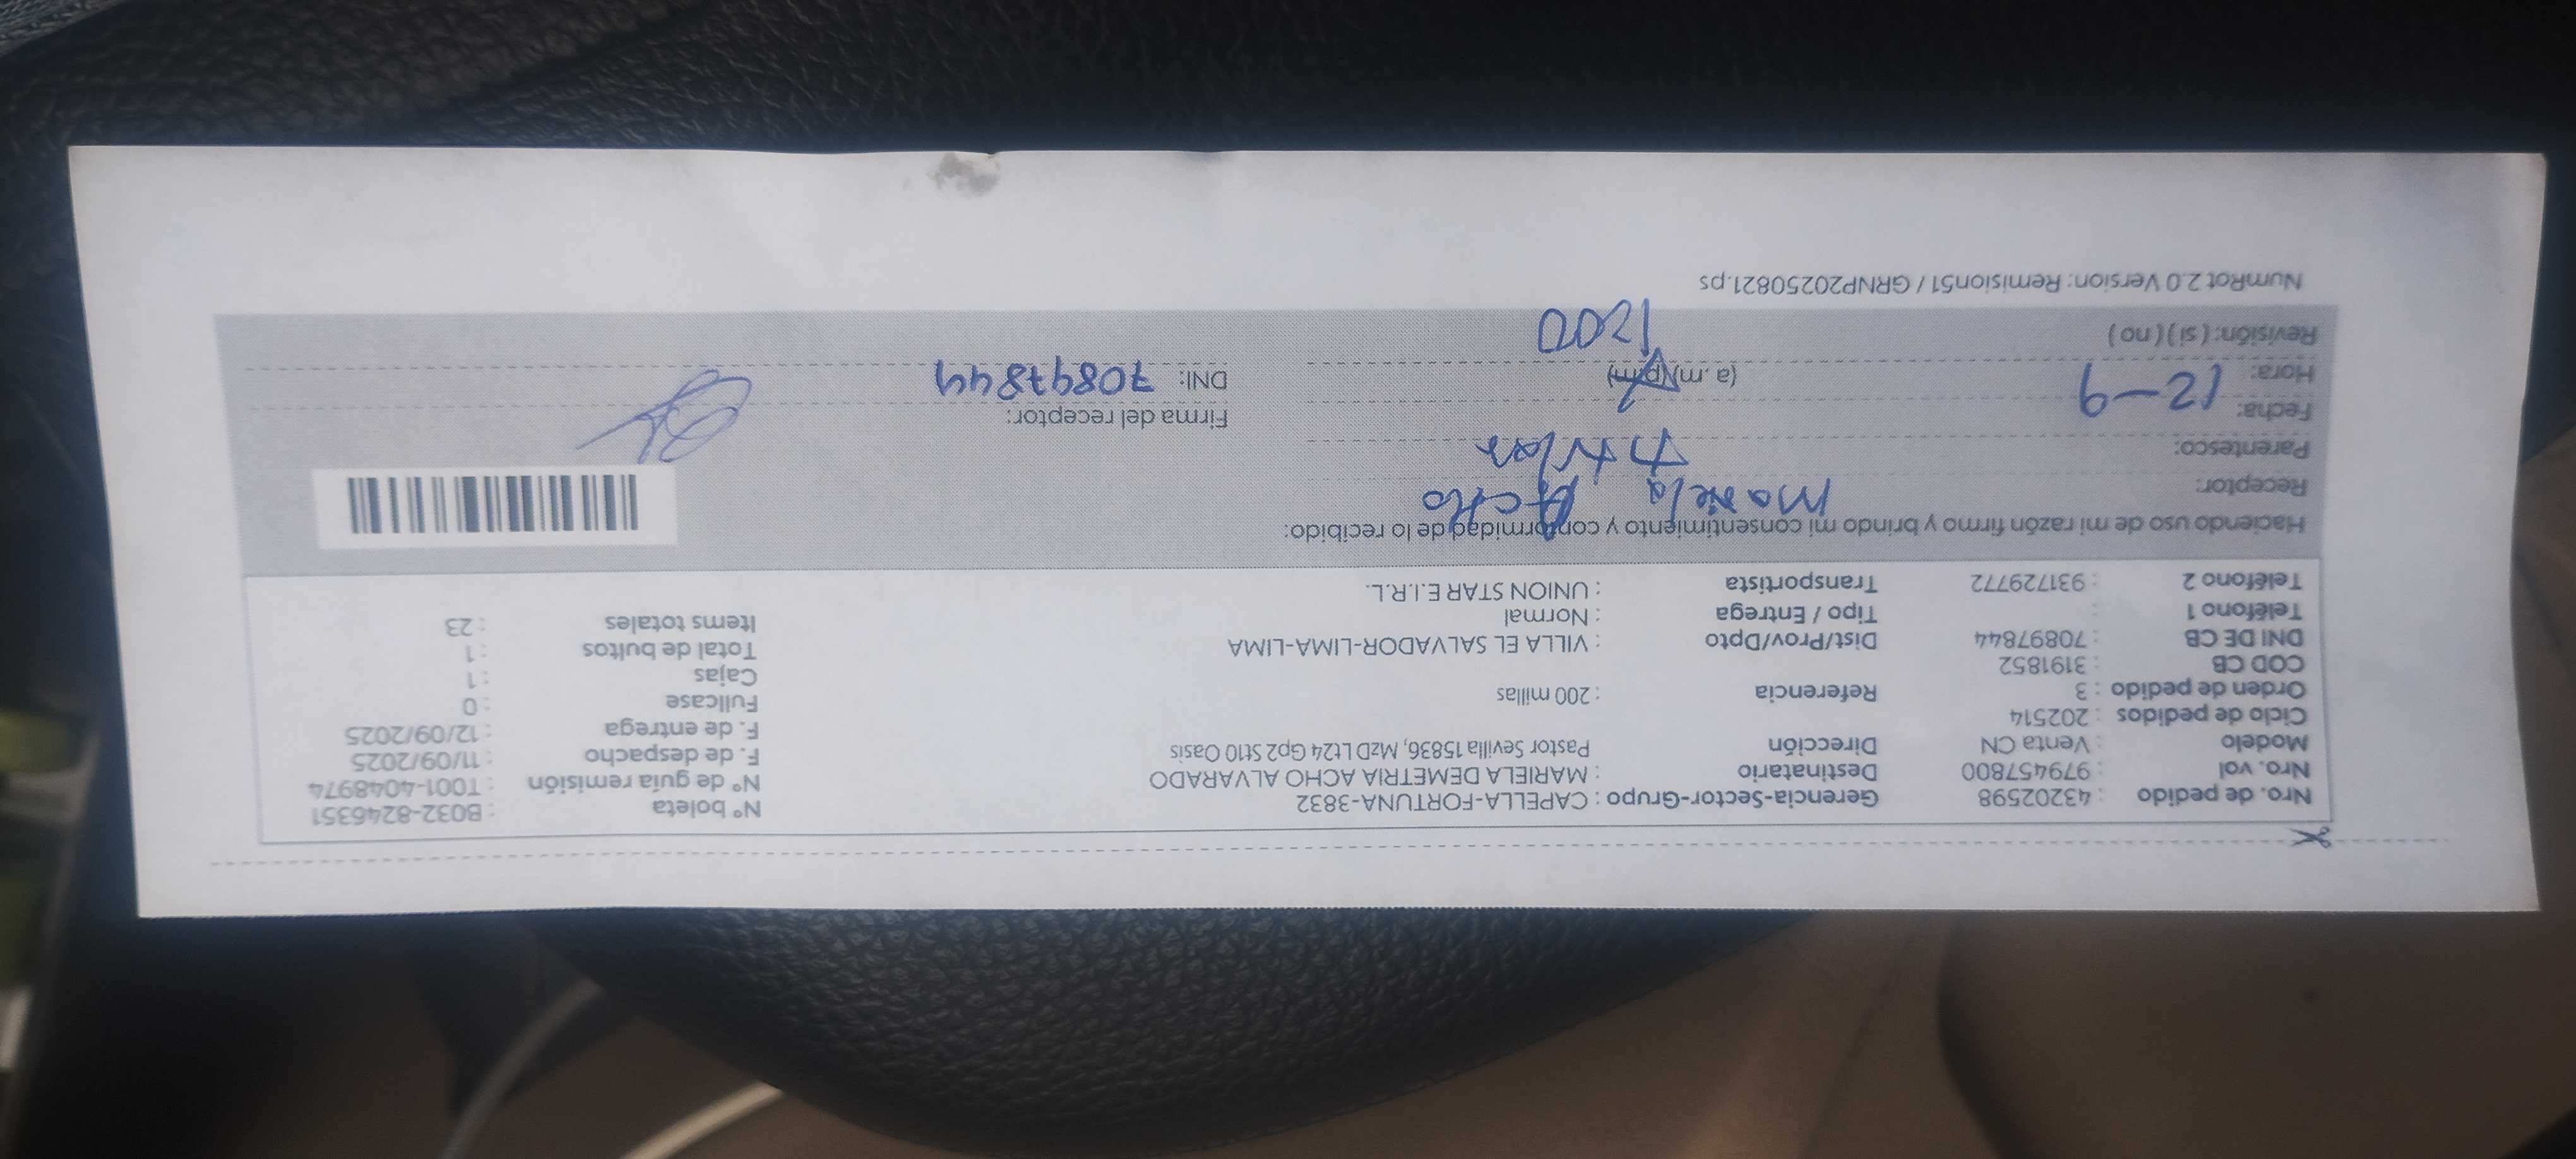 Nro. de pedido : 43202598 Gerencia-Sector-Grupo : CAPELLA-FORTUNA-3832 N° boleta : B032-8246351
Nro. vol : 979457800 Destinatario : MARIELA DEMETRIA ACHO ALVARADO N° de guía remisión : T001-4048974
Modelo : Venta CN Dirección Pastor Sevilla 15836, MzD Lt24 Gp2 St10 Oasis F. de despacho : 11/09/2025
Ciclo de pedidos : 202514 F. de entrega : 12/09/2025
Orden de pedido : 3 Referencia : 200 millas Fullcase : 0
COD CB : 3191852 Cajas : 1
DNI DE CB : 70897844 Dist/Prov/Dpto : VILLA EL SALVADOR-LIMA-LIMA Total de bultos : 1
Teléfono 1 : Tipo / Entrega : Normal Items totales : 23
Teléfono 2 : 931729772 Transportista : UNION STAR E.I.R.L.
Haciendo uso de mi razón firmo y brindo mi consentimiento y conformidad de lo recibido:
Receptor: Mariela Acho
Parentesco:
Fecha: 12-9 Firma del receptor:
Hora: (a. m) (p.m) DNI: 70897844
1200
Revisión: ( si ) ( no )
NumRot 2.0 Version: Remision51 / GRNP20250821.ps